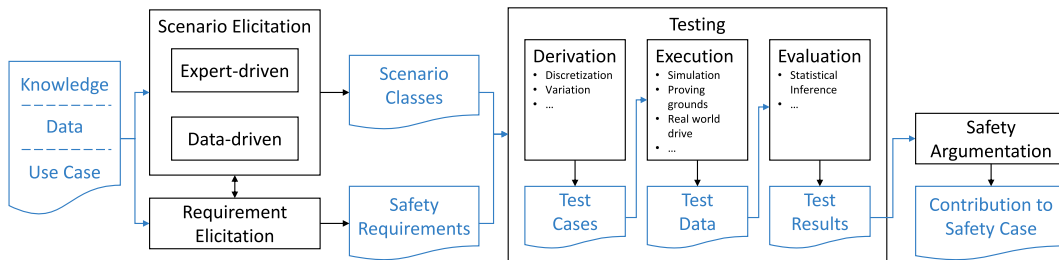 Knowledge
Data
Use Case
Scenario Elicitation
Expert-driven
Data-driven
Requirement
Elicitation
Scenario
Classes
Safety
Requirements
Testing
Derivation
• Discretization
• Variation
• ...
Execution
• Simulation
• Proving
grounds
• Real world
drive
• ...
Evaluation
• Statistical
Inference
• ...
Test
Cases
Test
Data
Test
Results
Safety
Argumentation
Contribution to
Safety Case